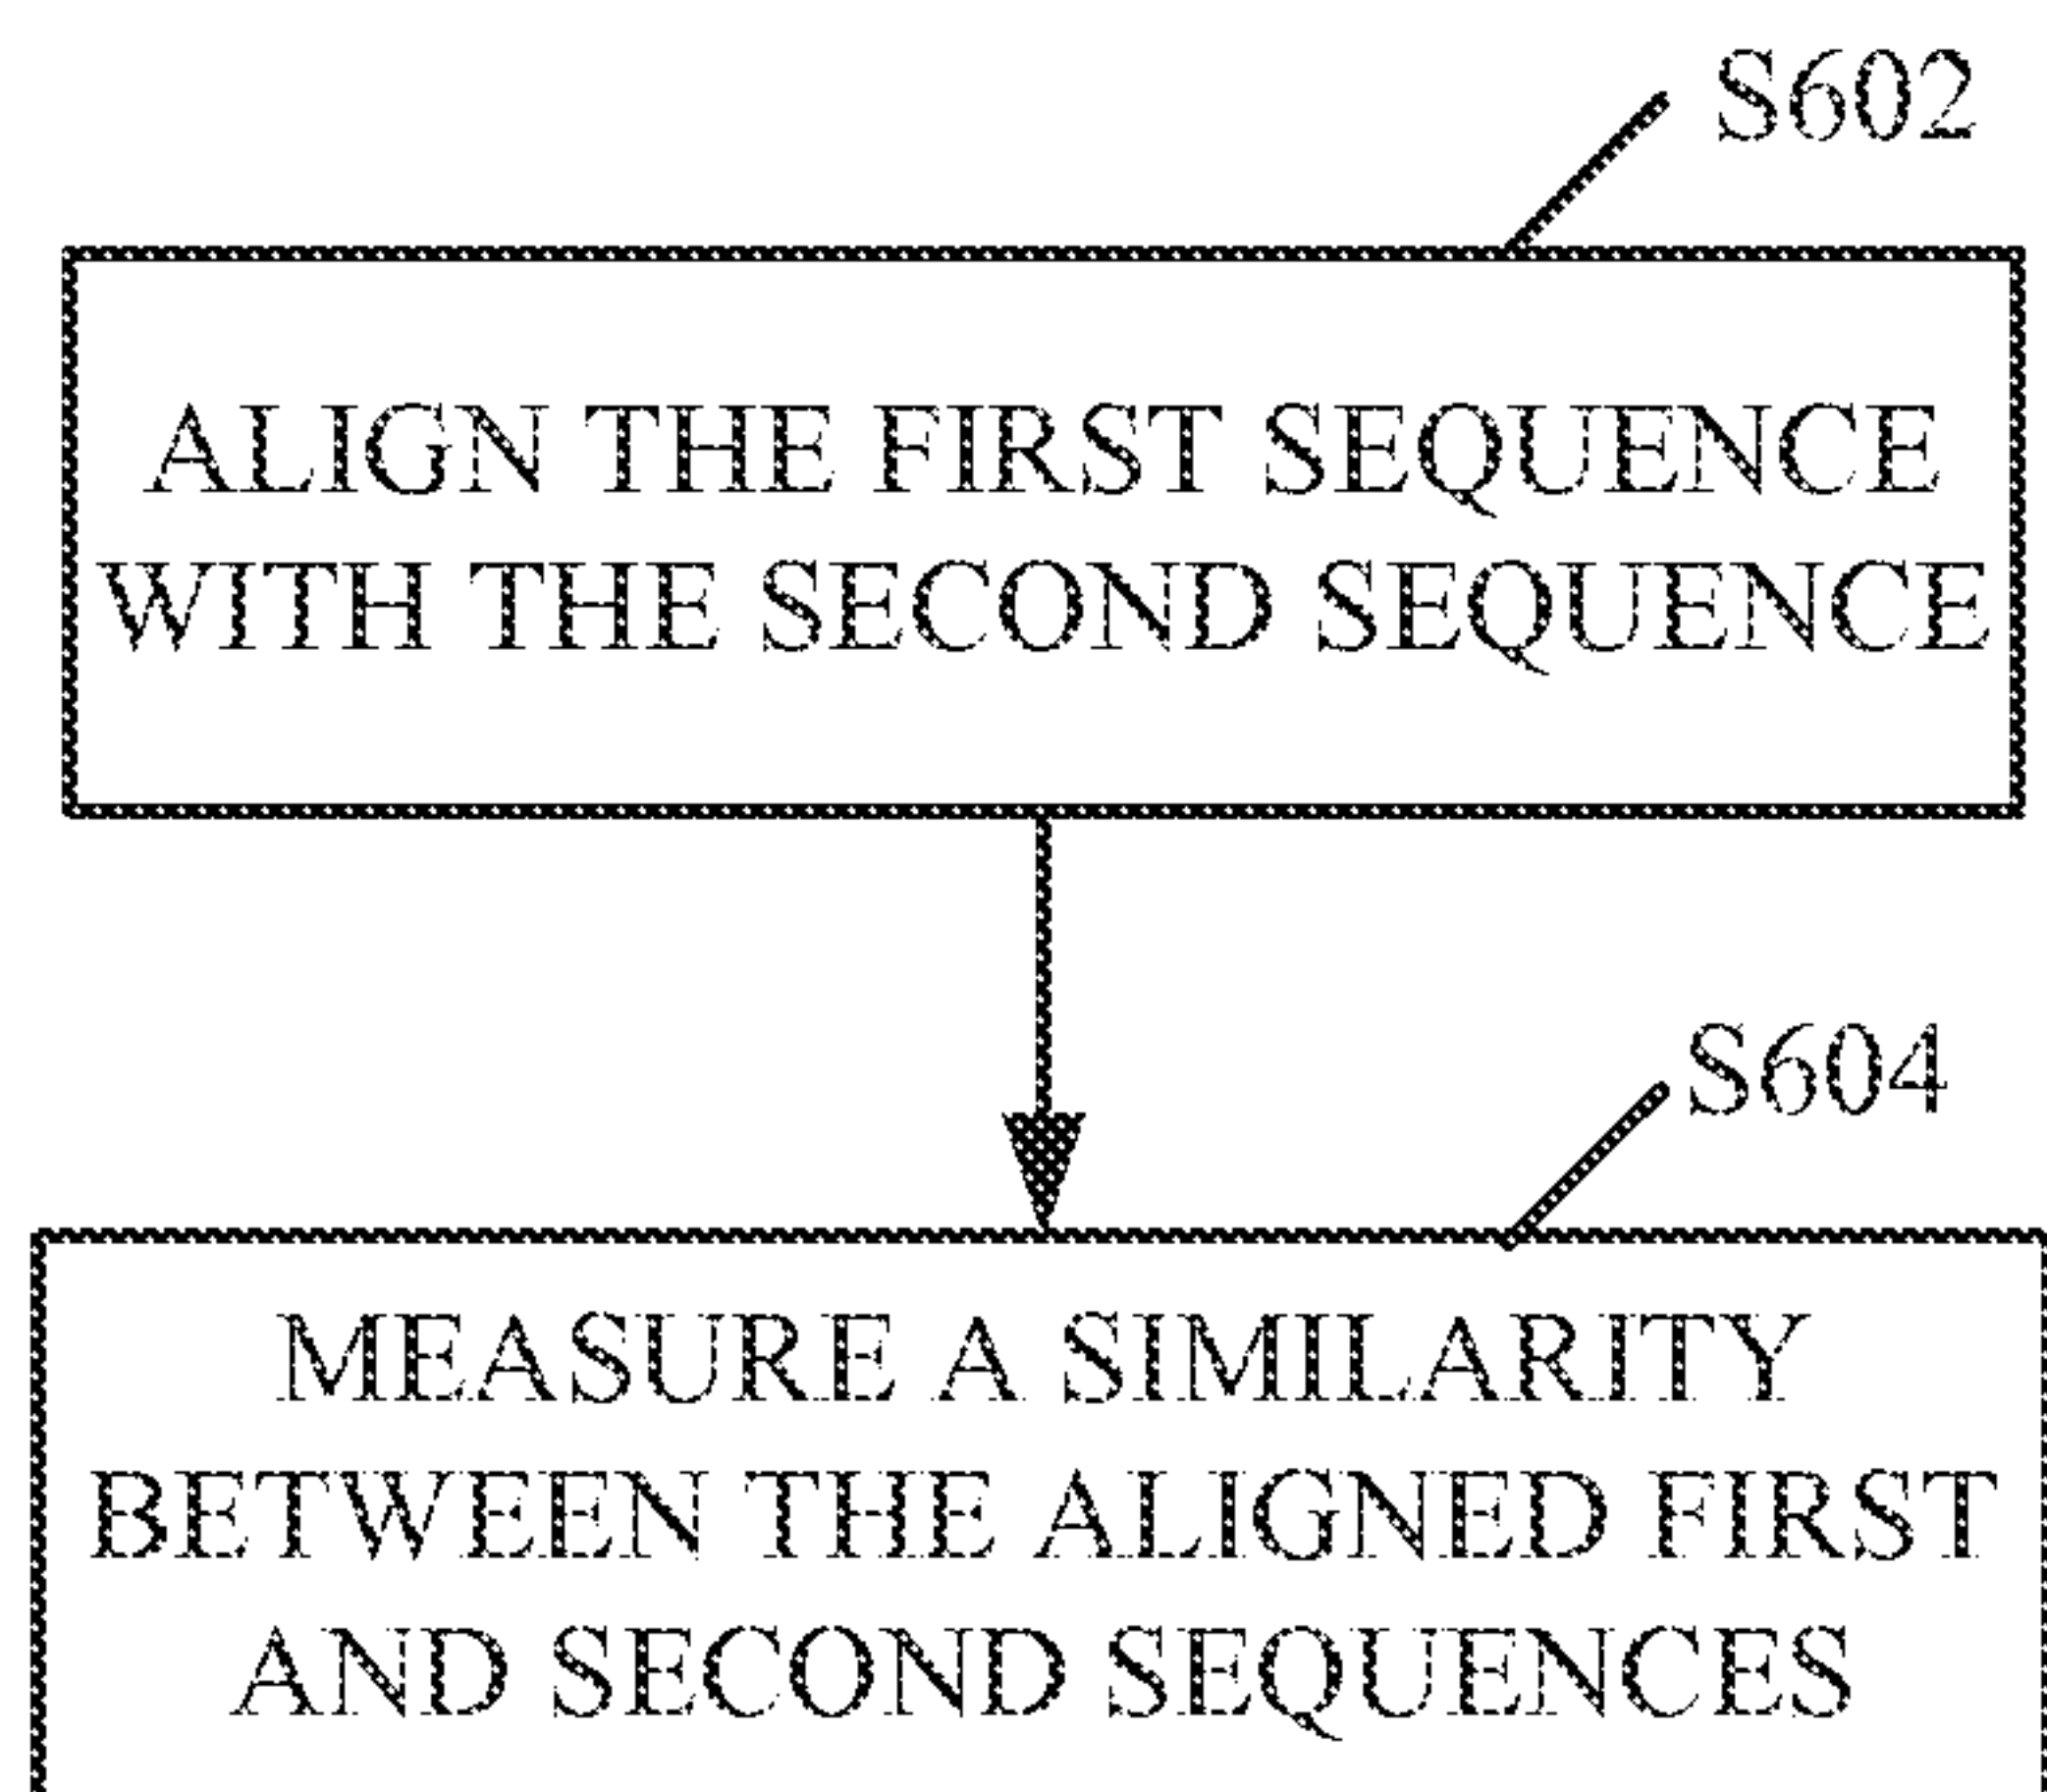 S602
ALIGN THE FIRST SEQUENCE
WITH THE SECOND SEQUENCE
S604
MEASURE A SIMILARITY
BETWEEN THE ALIGNED FIRST
AND SECOND SEQUENCES